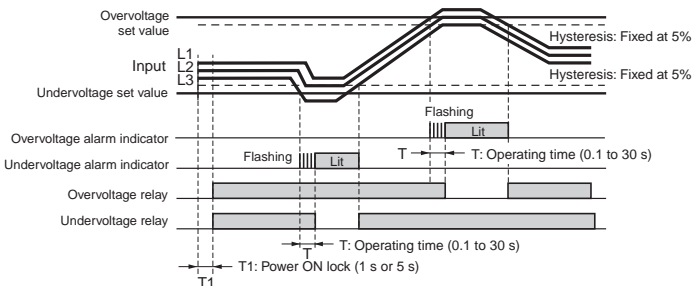 Overvoltage
set value
Hysteresis: Fixed at 5%
L1
Input L2
L3
Hysteresis: Fixed at 5%
Undervoltage set value
Flashing
Overvoltage alarm indicator
Lit
T
T: Operating time (0.1 to 30 s)
Undervoltage alarm indicator
Flashing
Lit
Overvoltage relay
Undervoltage relay
T: Operating time (0.1 to 30 s)
T
T1: Power ON lock (1 s or 5 s)
T1